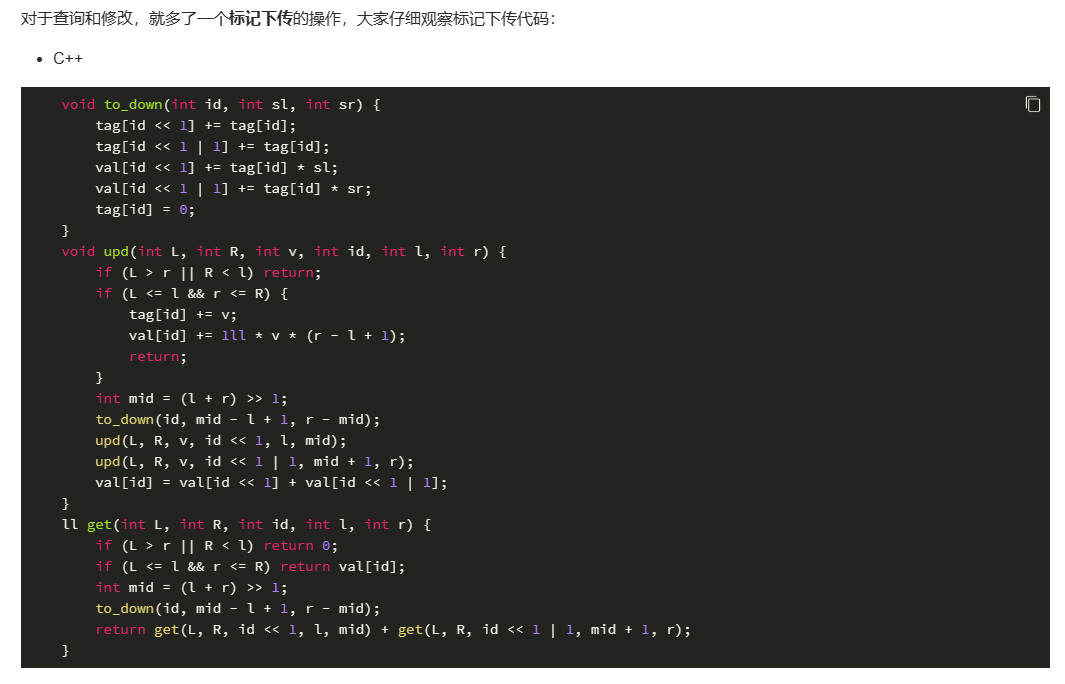 对于查询和修改，就多了一个标记下传的操作，大家仔细观察标记下传代码：
• C++
void to_down(int id, int sl, int sr) {
    tag[id << 1] += tag[id];
    tag[id << 1 | 1] += tag[id];
    val[id << 1] += tag[id] * sl;
    val[id << 1 | 1] += tag[id] * sr;
    tag[id] = 0;
}
void upd(int L, int R, int v, int id, int l, int r) {
    if (L > r || R < l) return;
    if (L <= l && r <= R) {
        tag[id] += v;
        val[id] += 1ll * v * (r - l + 1);
        return;
    }
    int mid = (l + r) >> 1;
    to_down(id, mid - l + 1, r - mid);
    upd(L, R, v, id << 1, l, mid);
    upd(L, R, v, id << 1 | 1, mid + 1, r);
    val[id] = val[id << 1] + val[id << 1 | 1];
}
ll get(int L, int R, int id, int l, int r) {
    if (L > r || R < l) return 0;
    if (L <= l && r <= R) return val[id];
    int mid = (l + r) >> 1;
    to_down(id, mid - l + 1, r - mid);
    return get(L, R, id << 1, l, mid) + get(L, R, id << 1 | 1, mid + 1, r);
}